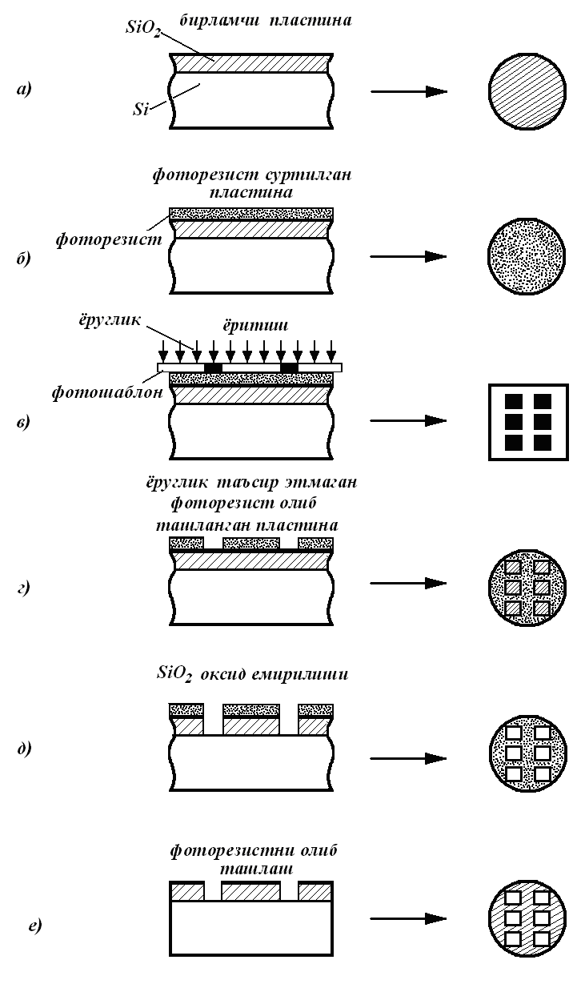 SiO2 бирламчи пластина
а)
Si
фоторезист суртилган
пластина
фоторезист
б)
ёруглик ёритиш
фотошаблон
в)
ёруглик таъсир этмаган
фоторезист олиб
ташланган пластина
г)
SiO2 оксид емирилиши
д)
фоторезистни олиб
ташлаш
е)